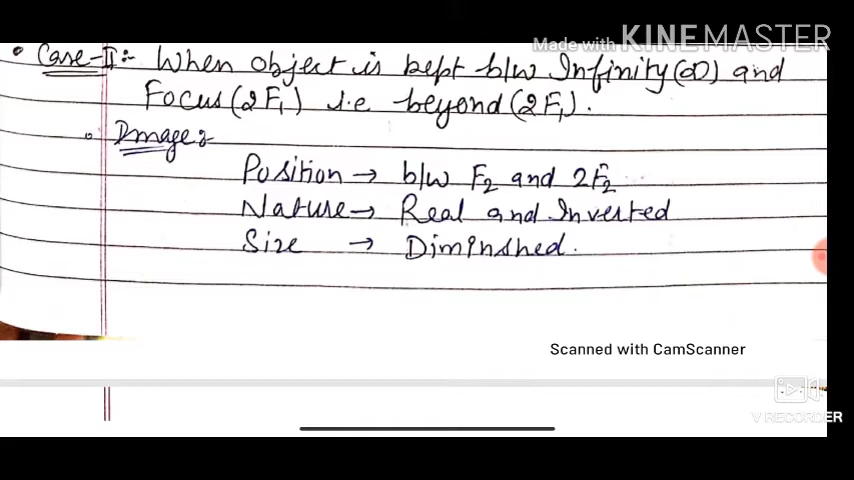 Made with KINEMASTER
• Case-II:- When object is kept b/w Infinity(∞) and
Focus(2F₁) i.e beyond(2F₁).
• Image:
Position → b/w F₂ and 2F₂
Nature → Real and Inverted
Size → Diminshed.
Scanned with CamScanner
V RECORDER